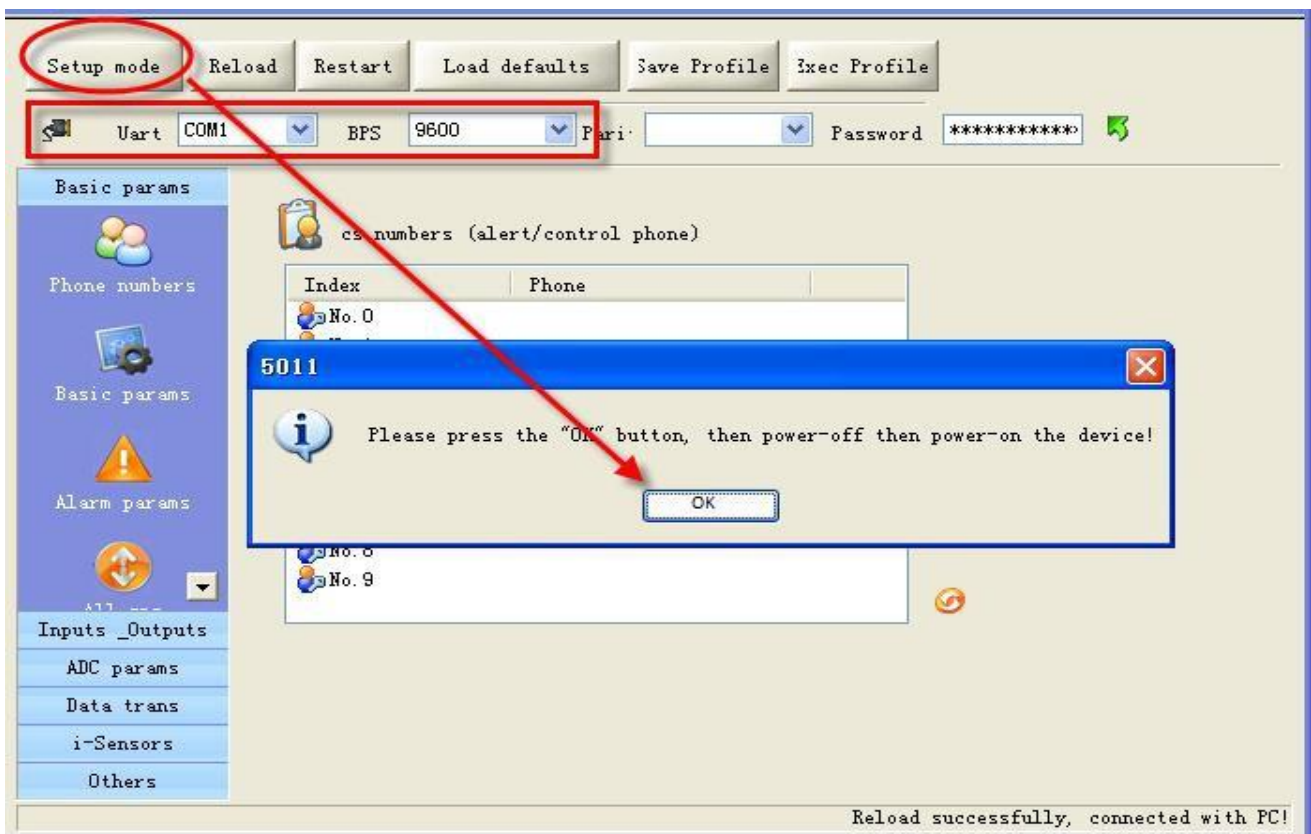 Setup mode Reload Restart Load defaults Save Profile Exec Profile
Uart COM1 BPS 9600 Pari Password ***********
Basic params
cs numbers (alert/control phone)
Phone numbers
Index Phone
No. 0
5011
Basic params
Please press the "OK" button, then power-off then power-on the device!
Alarm params
OK
No. 8
No. 9
Inputs _Outputs
ADC params
Data trans
i-Sensors
Others
Reload successfully, connected with PC!